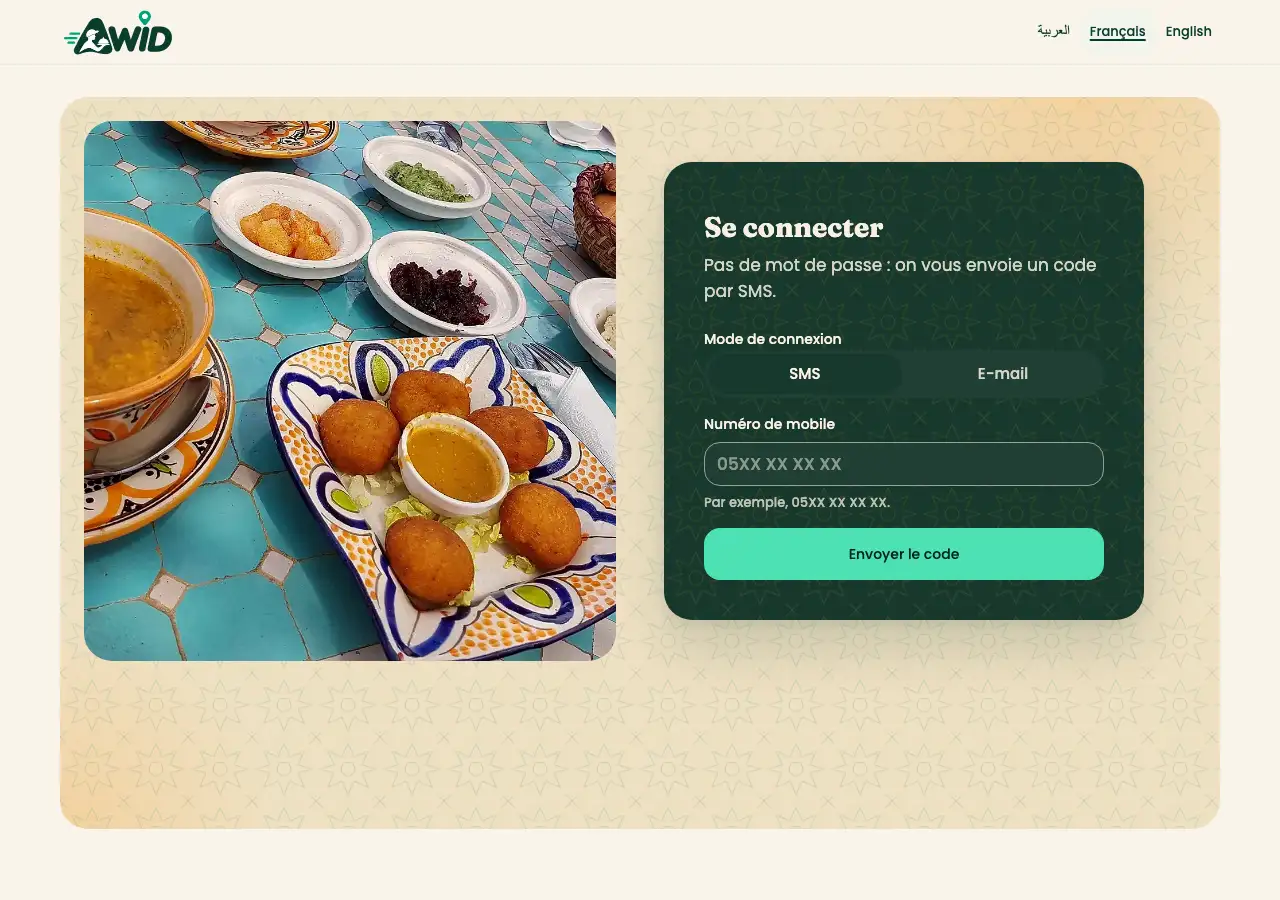 AWID
العربية
Français
English
Se connecter
Pas de mot de passe : on vous envoie un code
par SMS.
Mode de connexion
SMS
E-mail
Numéro de mobile
05XX XX XX XX
Par exemple, 05XX XX XX XX.
Envoyer le code